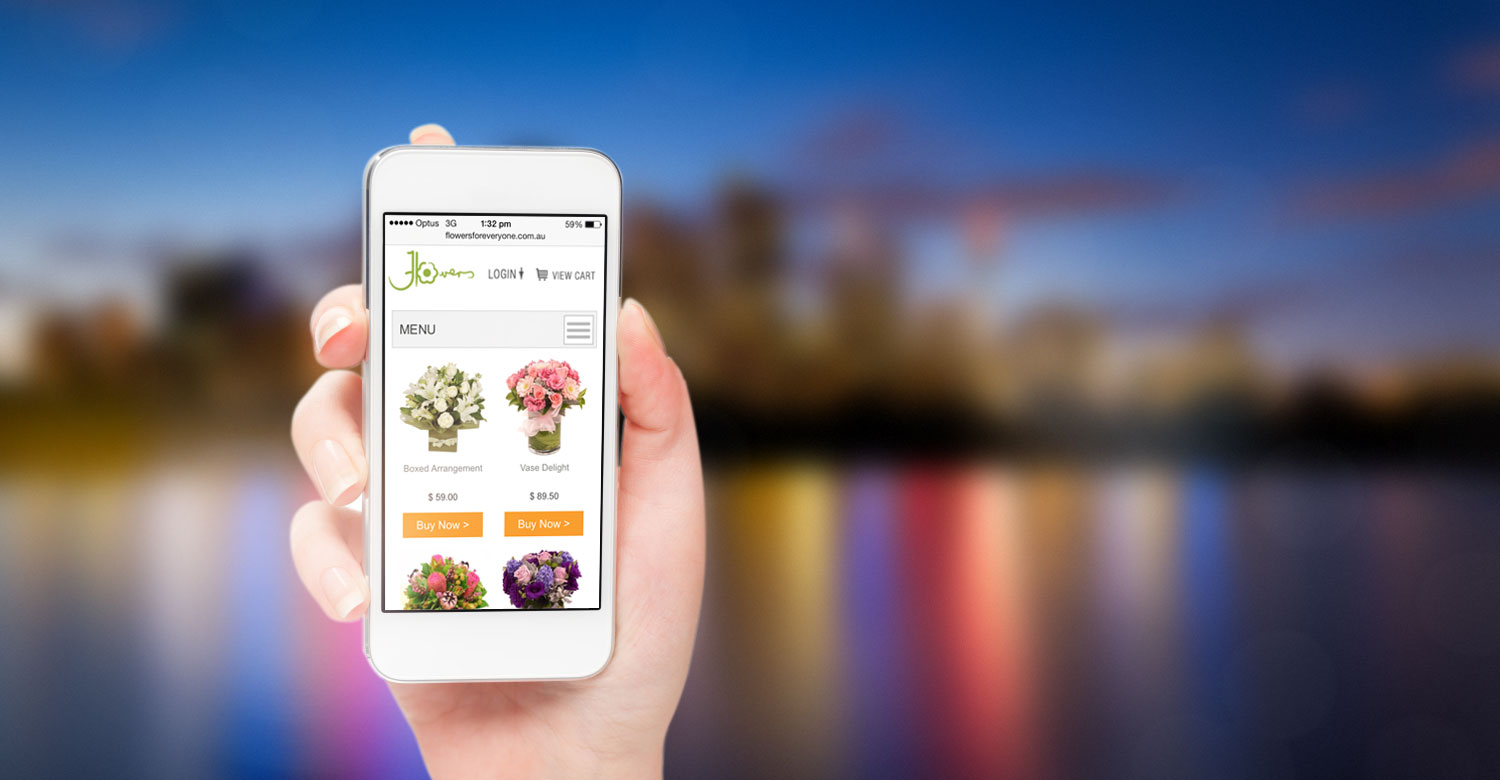 Optus 3G 1:32 pm 59%
flowersforeveryone.com.au
flowers LOGIN VIEW CART
MENU
Boxed Arrangement Vase Delight
$ 59.00 $ 89.50
Buy Now > Buy Now >